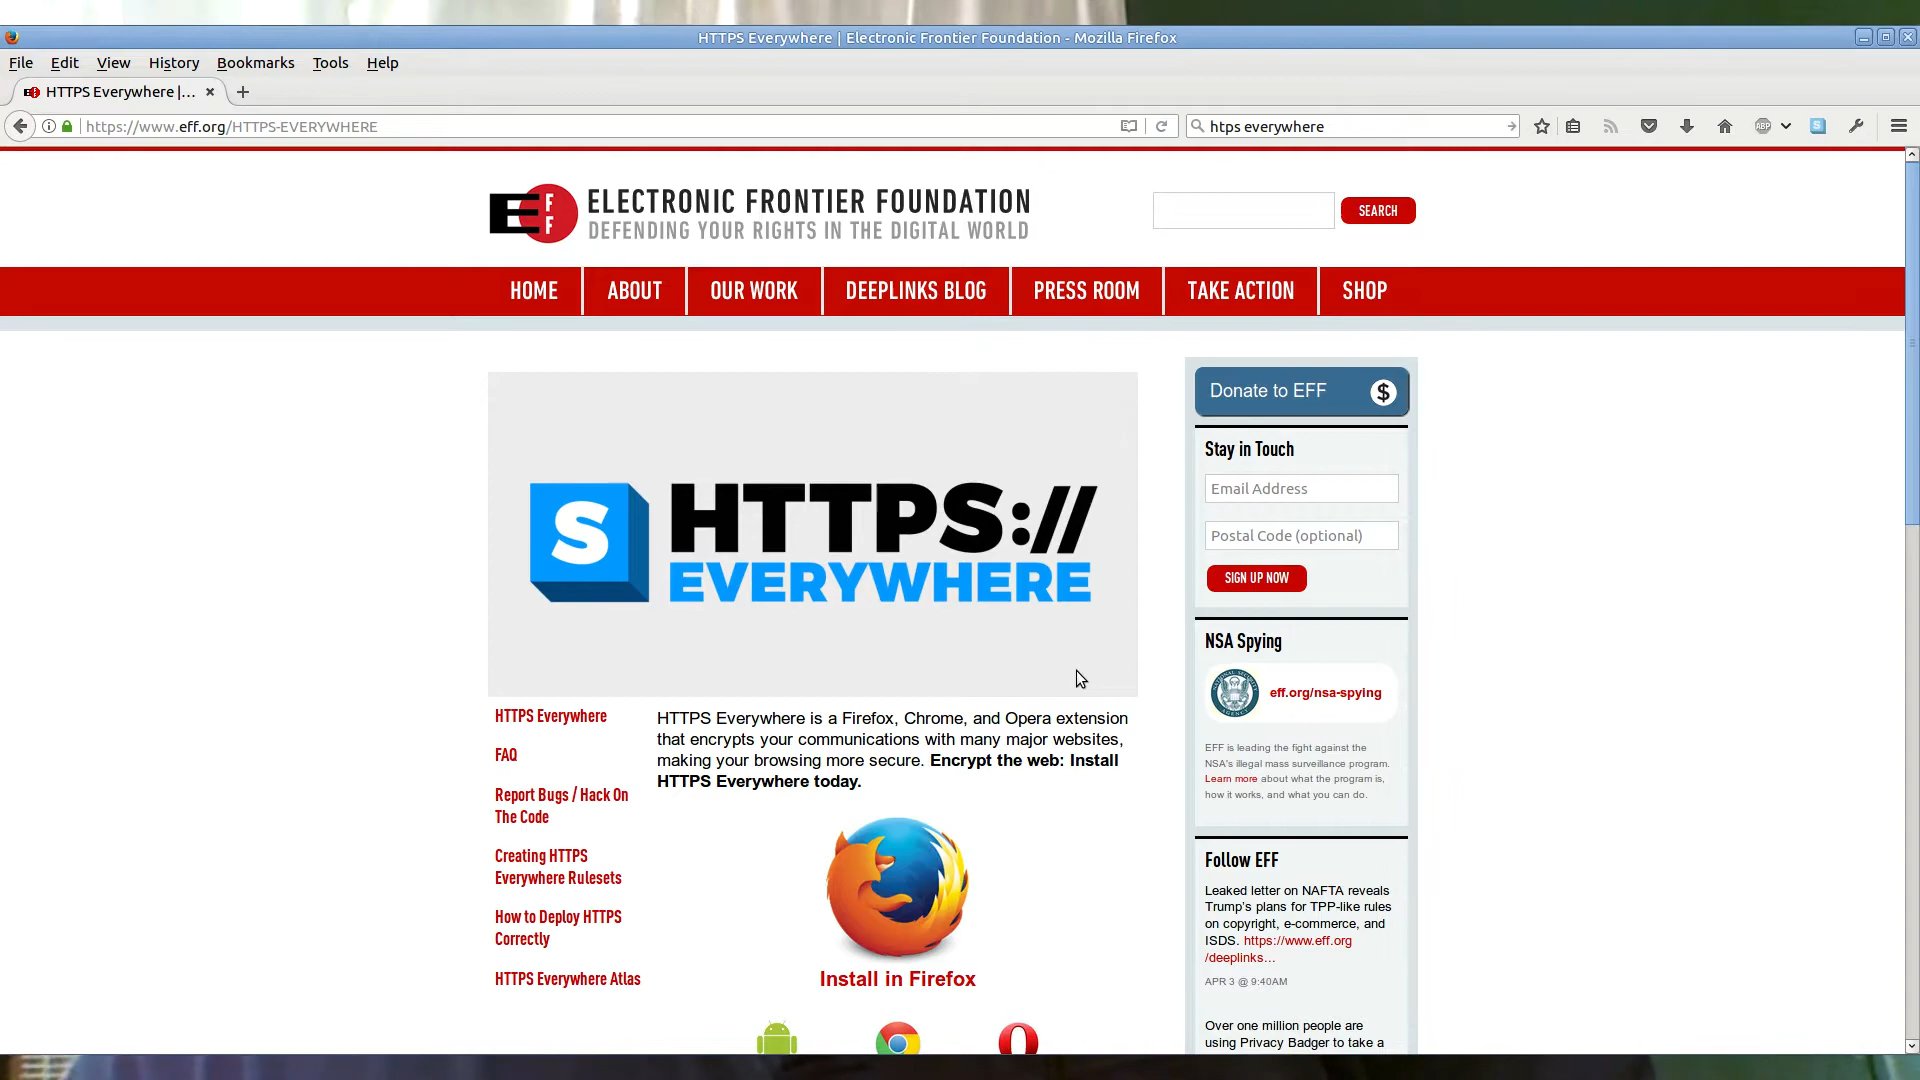 HTTPS Everywhere | Electronic Frontier Foundation - Mozilla Firefox
File Edit View History Bookmarks Tools Help
HTTPS Everywhere |...
https://www.eff.org/HTTPS-EVERYWHERE
htps everywhere
ABP
S
E F F
ELECTRONIC FRONTIER FOUNDATION
DEFENDING YOUR RIGHTS IN THE DIGITAL WORLD
SEARCH
HOME ABOUT OUR WORK DEEPLINKS BLOG PRESS ROOM TAKE ACTION SHOP
S HTTPS://
EVERYWHERE
HTTPS Everywhere
FAQ
Report Bugs / Hack On
The Code
Creating HTTPS
Everywhere Rulesets
How to Deploy HTTPS
Correctly
HTTPS Everywhere Atlas
HTTPS Everywhere is a Firefox, Chrome, and Opera extension
that encrypts your communications with many major websites,
making your browsing more secure. Encrypt the web: Install
HTTPS Everywhere today.
Install in Firefox
Donate to EFF $
Stay in Touch
Email Address
Postal Code (optional)
SIGN UP NOW
NSA Spying
eff.org/nsa-spying
EFF is leading the fight against the
NSA's illegal mass surveillance program.
Learn more about what the program is,
how it works, and what you can do.
Follow EFF
Leaked letter on NAFTA reveals
Trump's plans for TPP-like rules
on copyright, e-commerce, and
ISDS. https://www.eff.org
/deeplinks...
APR 3 @ 9:40AM
Over one million people are
using Privacy Badger to take a